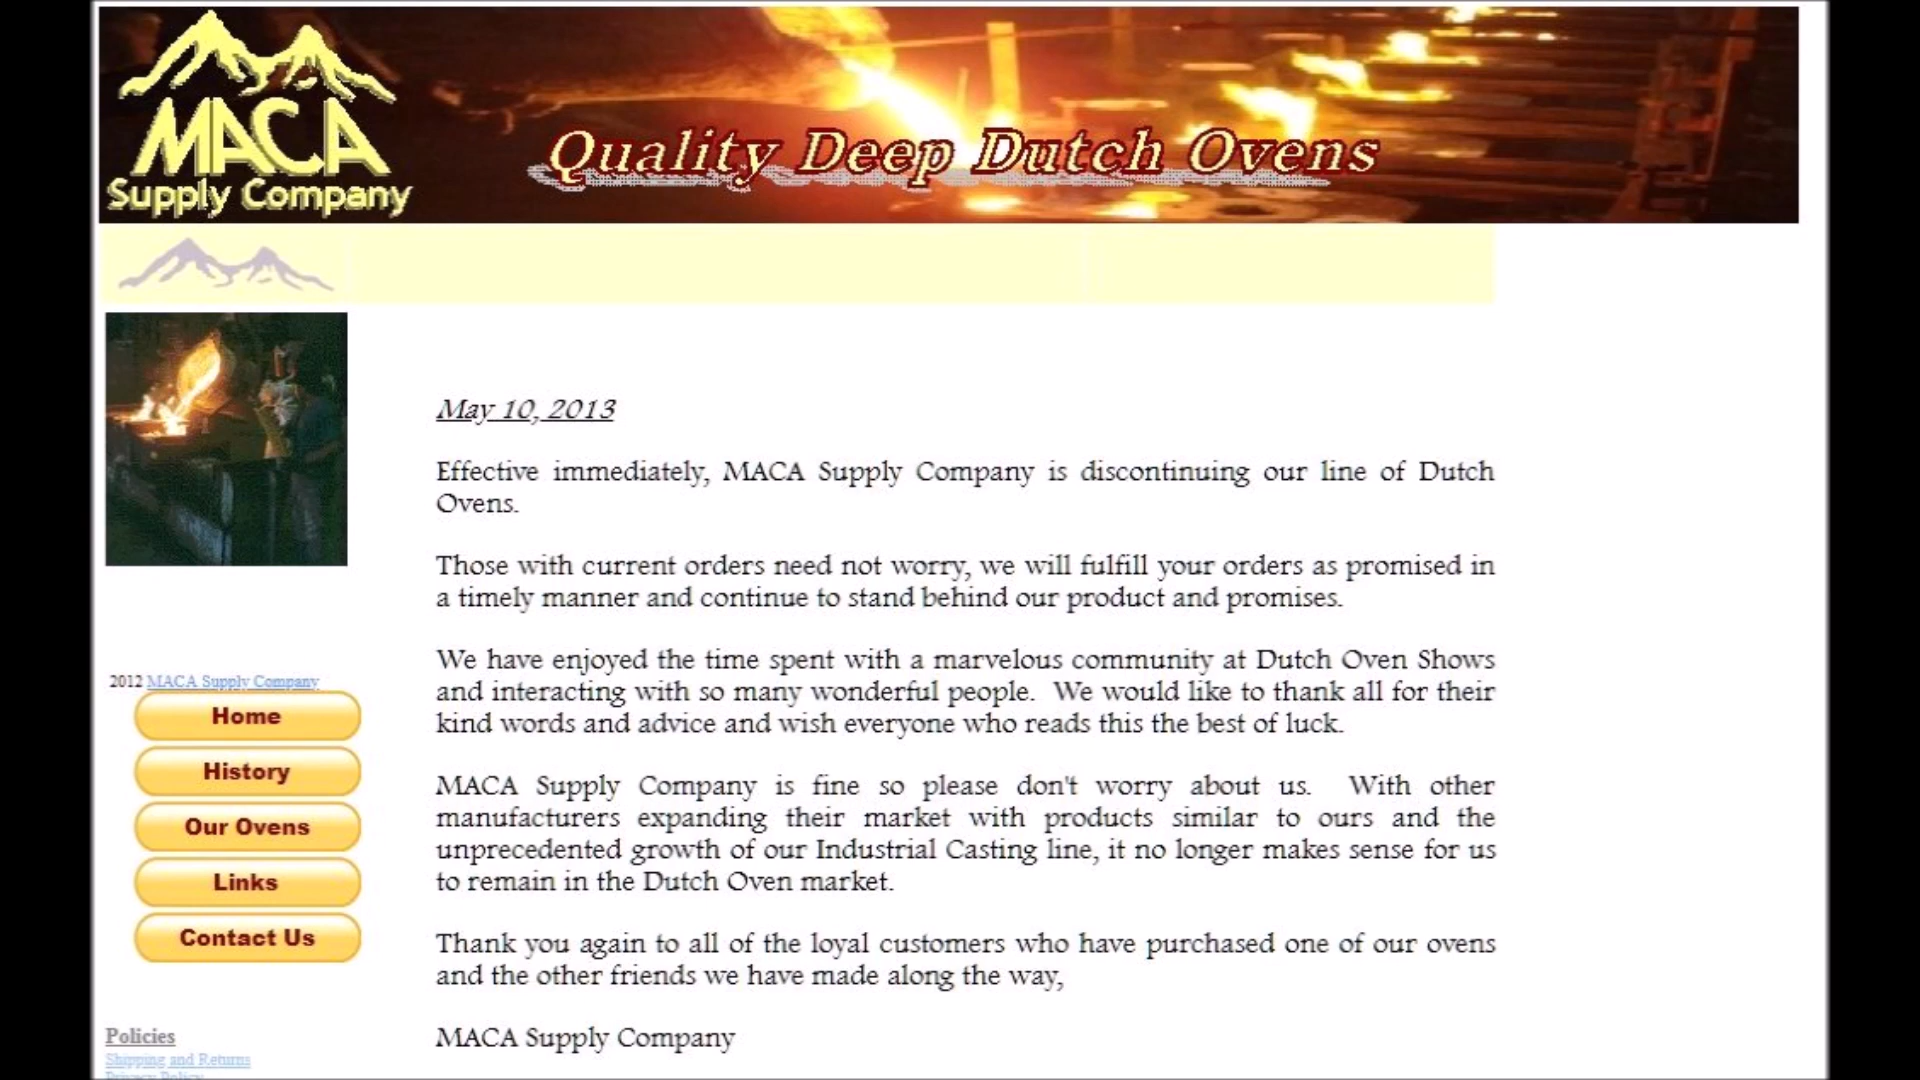 MACA
Supply Company
Quality Deep Dutch Ovens
May 10, 2013
Effective immediately, MACA Supply Company is discontinuing our line of Dutch
Ovens.
Those with current orders need not worry, we will fulfill your orders as promised in
a timely manner and continue to stand behind our product and promises.
We have enjoyed the time spent with a marvelous community at Dutch Oven Shows
and interacting with so many wonderful people. We would like to thank all for their
kind words and advice and wish everyone who reads this the best of luck.
MACA Supply Company is fine so please don't worry about us. With other
manufacturers expanding their market with products similar to ours and the
unprecedented growth of our Industrial Casting line, it no longer makes sense for us
to remain in the Dutch Oven market.
Thank you again to all of the loyal customers who have purchased one of our ovens
and the other friends we have made along the way,
MACA Supply Company
2012 MACA Supply Company
Home
History
Our Ovens
Links
Contact Us
Policies
Shipping and Returns
Privacy Policy